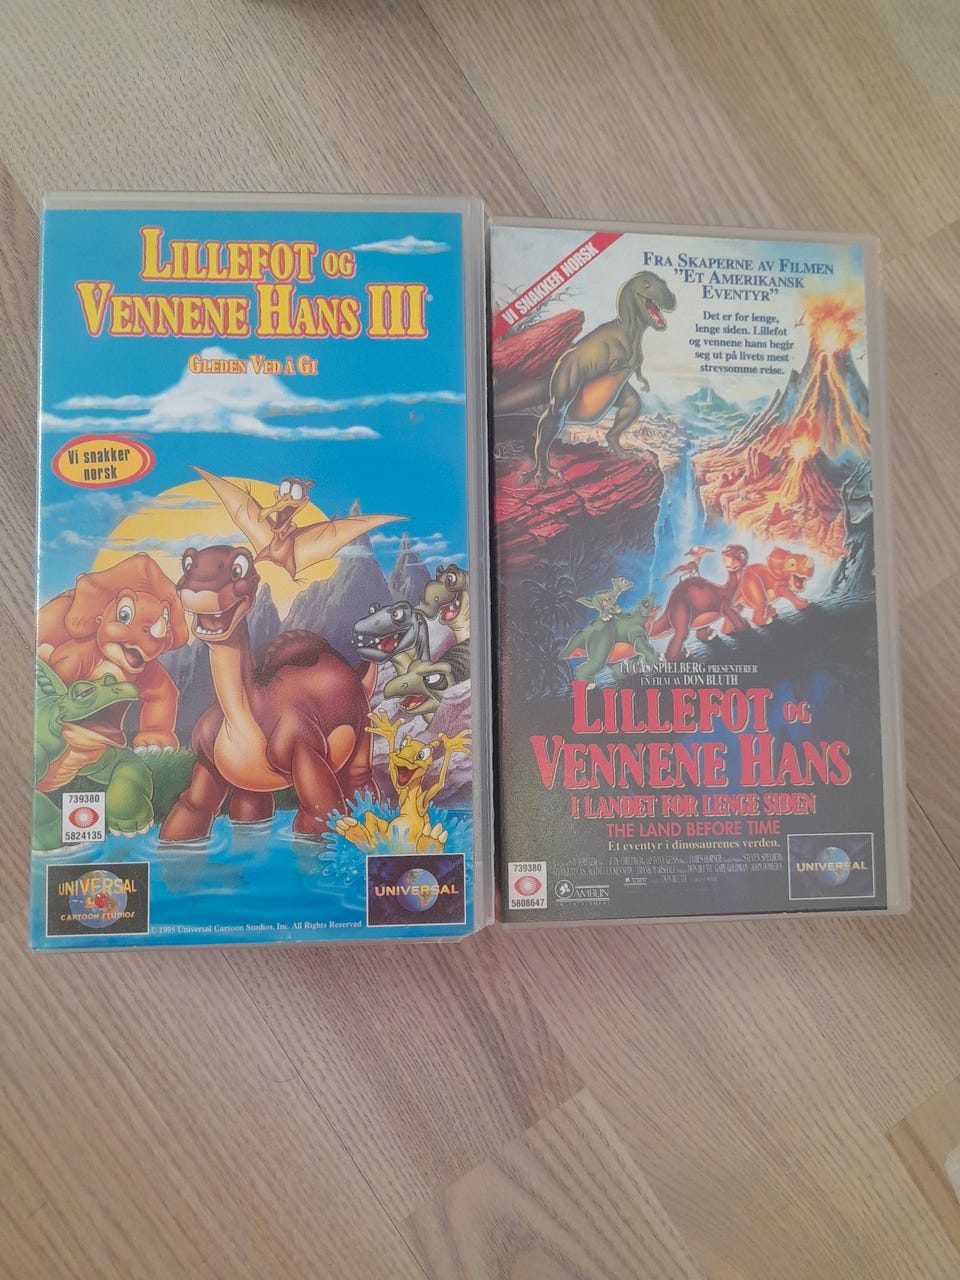 LILLEFOT OG
VENNENE HANS III
GLEDEN VED Å GI
Vi snakker
norsk
739380
5824135
UNIVERSAL
CARTOON STUDIOS
UNIVERSAL
© 1995 Universal Cartoon Studios, Inc. All Rights Reserved
VI SNAKKER NORSK
FRA SKAPERNE AV FILMEN
"ET AMERIKANSK
EVENTYR"
Det er for lenge,
lenge siden. Lillefot
og vennene hans begir
seg ut på livets mest
strevsomme reise.
LUCAS/SPIELBERG PRESENTERER
EN FILM AV DON BLUTH
LILLEFOT OG
VENNENE HANS
I LANDET FOR LENGE SIDEN
THE LAND BEFORE TIME
Et eventyr i dinosaurenes verden.
739380
5808647
AMBLIN
UNIVERSAL